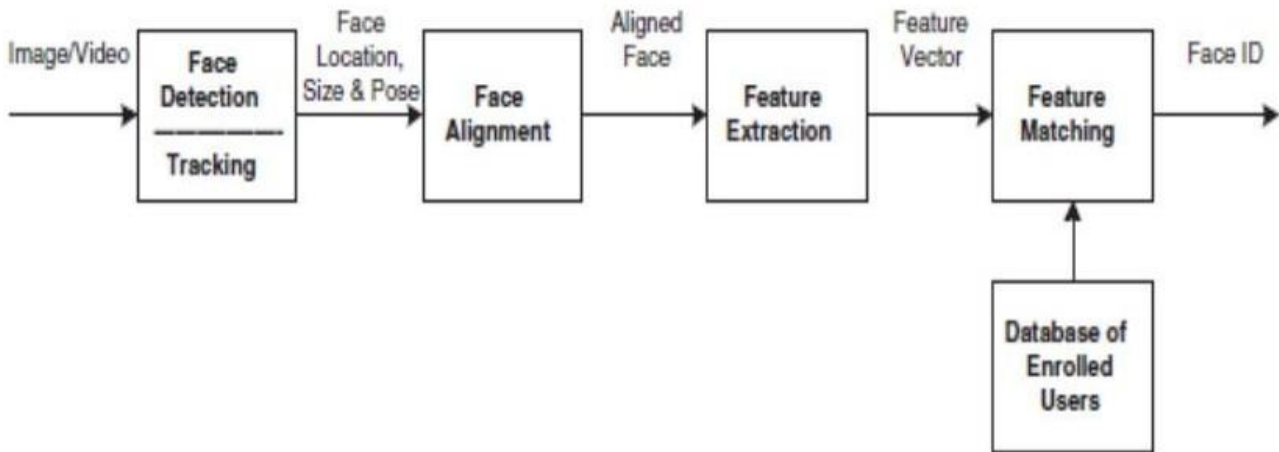 Image/Video
Face
Detection
Tracking
Face
Location,
Size & Pose
Face
Alignment
Aligned
Face
Feature
Extraction
Feature
Vector
Feature
Matching
Face ID
Database of
Enrolled
Users